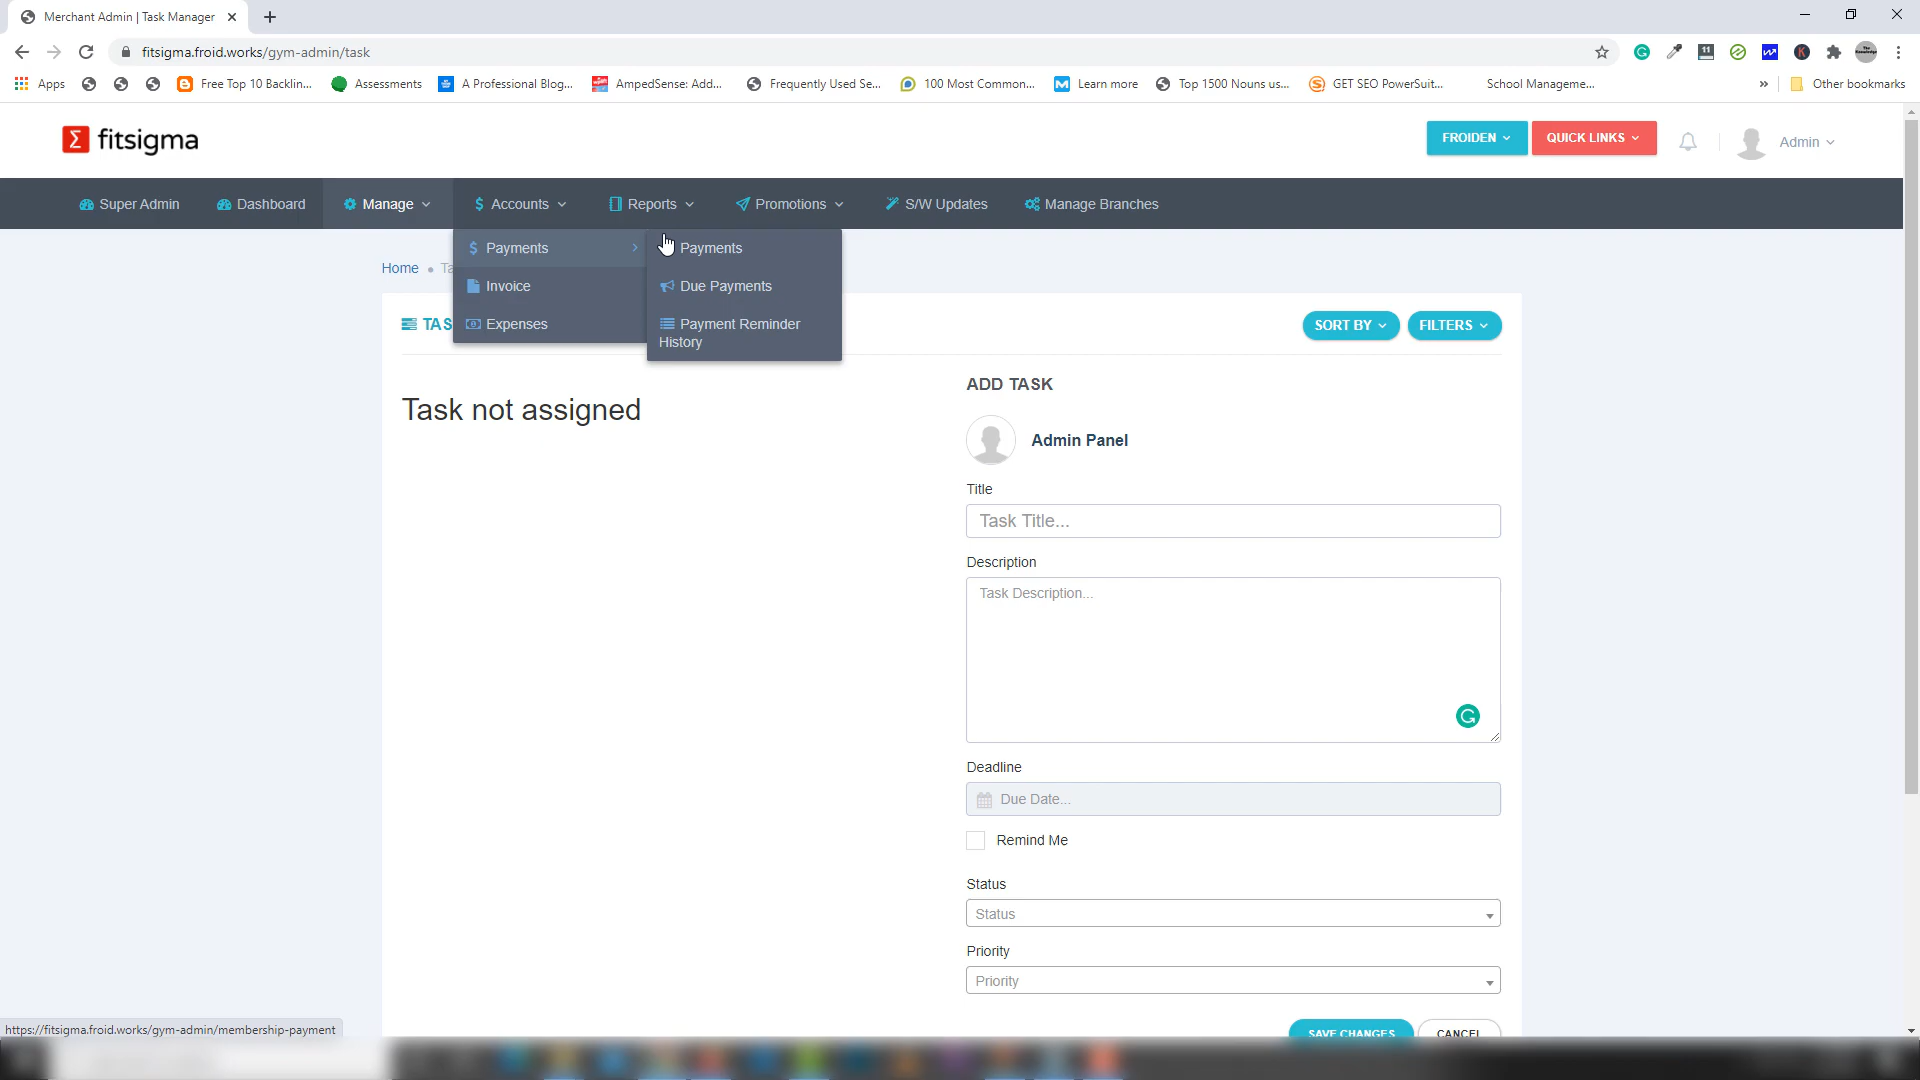 Merchant Admin | Task Manager
fitsigma.froid.works/gym-admin/task
11
Apps
Free Top 10 Backlin...
Assessments
A Professional Blog...
AmpedSense: Add...
Frequently Used Se...
100 Most Common...
Learn more
Top 1500 Nouns us...
GET SEO PowerSuit...
School Manageme...
»
Other bookmarks
Σ fitsigma
FROIDEN
QUICK LINKS
Admin
Super Admin
Dashboard
Manage
Accounts
Reports
Promotions
S/W Updates
Manage Branches
Payments
Invoice
Expenses
Payments
Due Payments
Payment Reminder
History
Home • Ta
TAS
SORT BY
FILTERS
Task not assigned
ADD TASK
Admin Panel
Title
Task Title...
Description
Task Description...
Deadline
Due Date...
Remind Me
Status
Status
Priority
Priority
SAVE CHANGES
CANCEL
https://fitsigma.froid.works/gym-admin/membership-payment